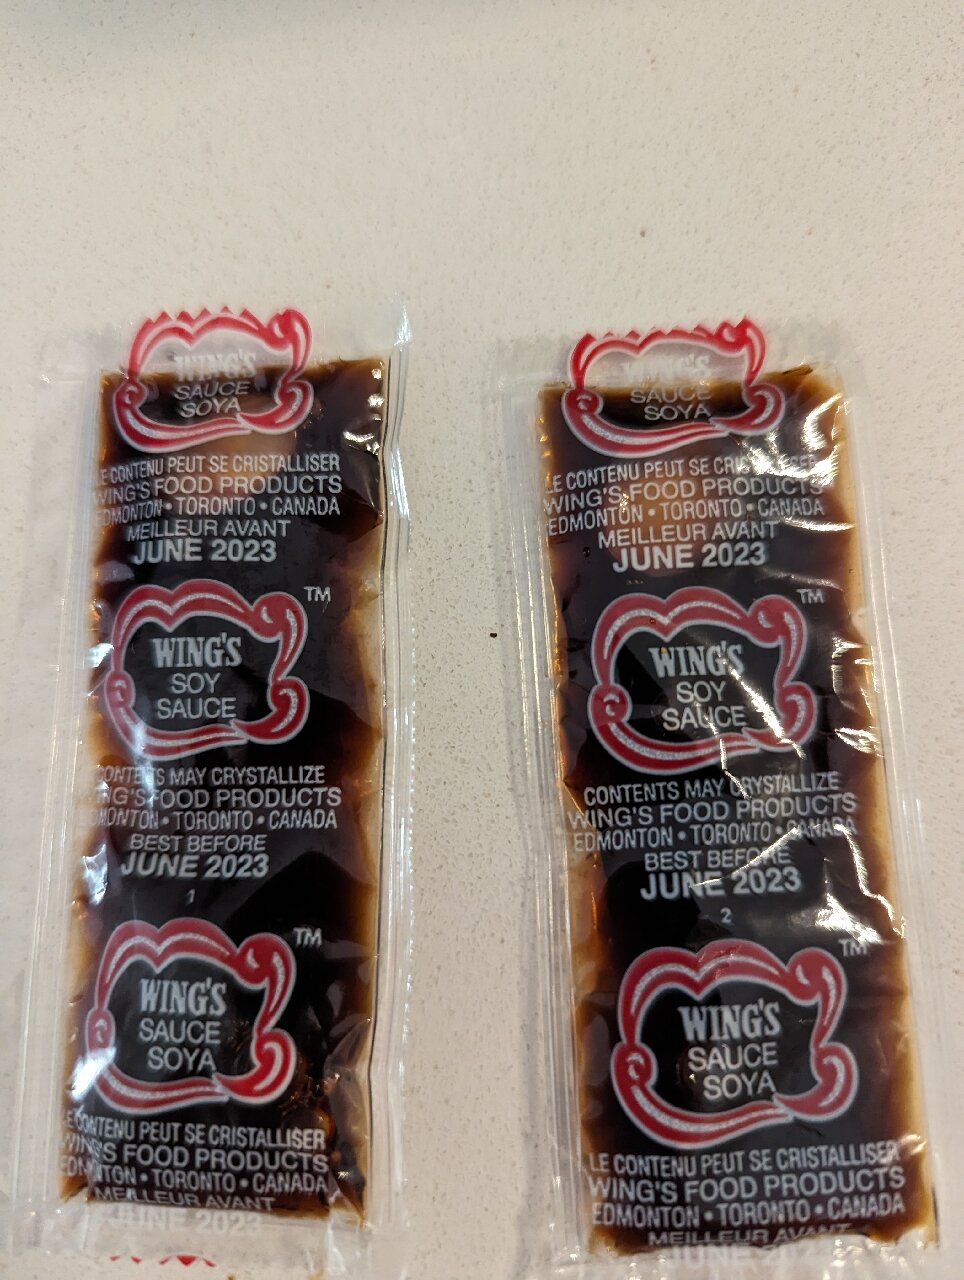 WING'S
SAUCE
SOYA
LE CONTENU PEUT SE CRISTALLISER
WING'S FOOD PRODUCTS
EDMONTON • TORONTO • CANADA
MEILLEUR AVANT
JUNE 2023
TM
WING'S
SOY
SAUCE
CONTENTS MAY CRYSTALLIZE
WING'S FOOD PRODUCTS
EDMONTON • TORONTO • CANADA
BEST BEFORE
JUNE 2023
1
TM
WING'S
SAUCE
SOYA
LE CONTENU PEUT SE CRISTALLISER
WING'S FOOD PRODUCTS
EDMONTON • TORONTO • CANADA
MEILLEUR AVANT
JUNE 2023
WING'S
SAUCE
SOYA
LE CONTENU PEUT SE CRISTALLISER
WING'S FOOD PRODUCTS
EDMONTON • TORONTO • CANADA
MEILLEUR AVANT
JUNE 2023
TM
WING'S
SOY
SAUCE
CONTENTS MAY CRYSTALLIZE
WING'S FOOD PRODUCTS
EDMONTON • TORONTO • CANADA
BEST BEFORE
JUNE 2023
2
TM
WING'S
SAUCE
SOYA
LE CONTENU PEUT SE CRISTALLISER
WING'S FOOD PRODUCTS
EDMONTON • TORONTO • CANADA
MEILLEUR AVANT
JUNE 2023